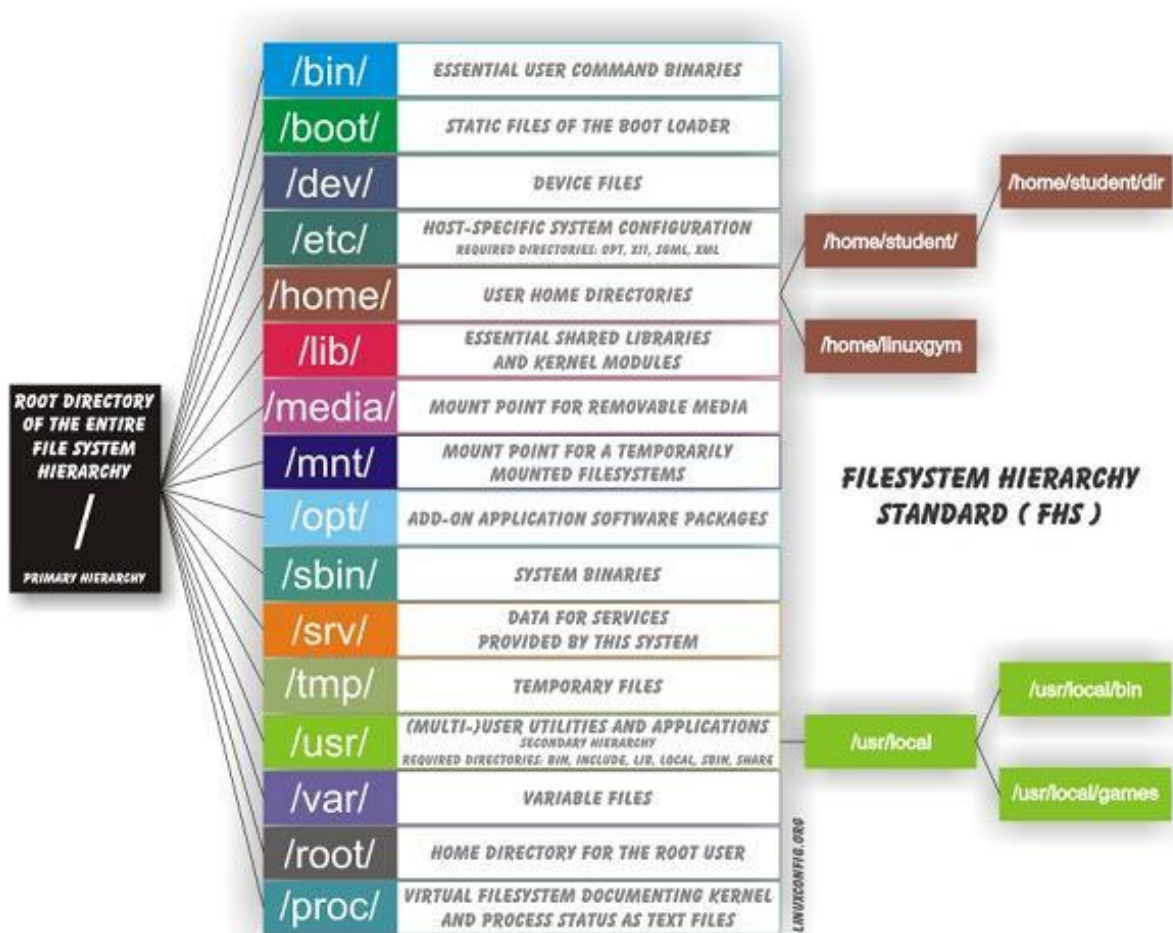 ROOT DIRECTORY
OF THE ENTIRE
FILE SYSTEM
HIERARCHY
/
PRIMARY HIERARCHY
/bin/
ESSENTIAL USER COMMAND BINARIES
/boot/
STATIC FILES OF THE BOOT LOADER
/dev/
DEVICE FILES
/etc/
HOST-SPECIFIC SYSTEM CONFIGURATION
REQUIRED DIRECTORIES: OPT, X11, SGML, XML
/home/
USER HOME DIRECTORIES
/lib/
ESSENTIAL SHARED LIBRARIES
AND KERNEL MODULES
/media/
MOUNT POINT FOR REMOVABLE MEDIA
/mnt/
MOUNT POINT FOR A TEMPORARILY
MOUNTED FILESYSTEMS
/opt/
ADD-ON APPLICATION SOFTWARE PACKAGES
/sbin/
SYSTEM BINARIES
/srv/
DATA FOR SERVICES
PROVIDED BY THIS SYSTEM
/tmp/
TEMPORARY FILES
/usr/
(MULTI-)USER UTILITIES AND APPLICATIONS
SECONDARY HIERARCHY
REQUIRED DIRECTORIES: BIN, INCLUDE, LIB, LOCAL, SBIN, SHARE
/var/
VARIABLE FILES
/root/
HOME DIRECTORY FOR THE ROOT USER
/proc/
VIRTUAL FILESYSTEM DOCUMENTING KERNEL
AND PROCESS STATUS AS TEXT FILES
/home/student/
/home/student/dir
/home/linuxgym
FILESYSTEM HIERARCHY
STANDARD ( FHS )
/usr/local
/usr/local/bin
/usr/local/games
LINUXCONFIG.ORG